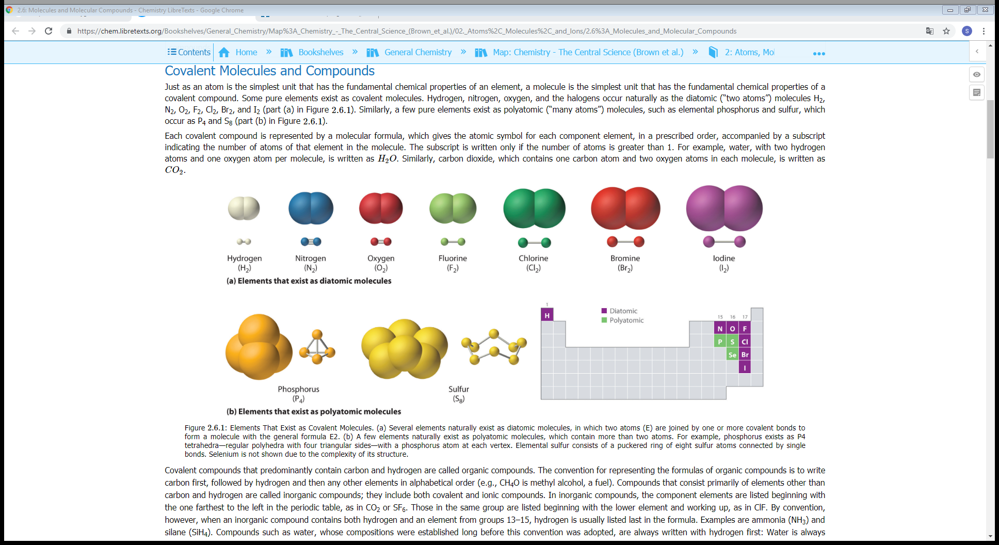 2.6: Molecules and Molecular Compounds - Chemistry LibreTexts - Google Chrome
https://chem.libretexts.org/Bookshelves/General_Chemistry/Map%3A_Chemistry_-_The_Central_Science_(Brown_et_al.)/02._Atoms%2C_Molecules%2C_and_Ions/2.6%3A_Molecules_and_Molecular_Compounds
S
Contents Home » Bookshelves » General Chemistry » Map: Chemistry - The Central Science (Brown et al.) » 2: Atoms, Mol
Covalent Molecules and Compounds
Just as an atom is the simplest unit that has the fundamental chemical properties of an element, a molecule is the simplest unit that has the fundamental chemical properties of a
covalent compound. Some pure elements exist as covalent molecules. Hydrogen, nitrogen, oxygen, and the halogens occur naturally as the diatomic (“two atoms”) molecules H₂,
N₂, O₂, F₂, Cl₂, Br₂, and I₂ (part (a) in Figure 2.6.1). Similarly, a few pure elements exist as polyatomic (“many atoms”) molecules, such as elemental phosphorus and sulfur, which
occur as P₄ and S₈ (part (b) in Figure 2.6.1).
Each covalent compound is represented by a molecular formula, which gives the atomic symbol for each component element, in a prescribed order, accompanied by a subscript
indicating the number of atoms of that element in the molecule. The subscript is written only if the number of atoms is greater than 1. For example, water, with two hydrogen
atoms and one oxygen atom per molecule, is written as H₂O. Similarly, carbon dioxide, which contains one carbon atom and two oxygen atoms in each molecule, is written as
CO₂.
Hydrogen Nitrogen Oxygen Fluorine Chlorine Bromine Iodine
(H₂) (N₂) (O₂) (F₂) (Cl₂) (Br₂) (I₂)
(a) Elements that exist as diatomic molecules
1
H
Diatomic
Polyatomic
15 16 17
N O F
P S Cl
Se Br
I
Phosphorus Sulfur
(P₄) (S₈)
(b) Elements that exist as polyatomic molecules
Figure 2.6.1: Elements That Exist as Covalent Molecules. (a) Several elements naturally exist as diatomic molecules, in which two atoms (E) are joined by one or more covalent bonds to
form a molecule with the general formula E2. (b) A few elements naturally exist as polyatomic molecules, which contain more than two atoms. For example, phosphorus exists as P4
tetrahedra—regular polyhedra with four triangular sides—with a phosphorus atom at each vertex. Elemental sulfur consists of a puckered ring of eight sulfur atoms connected by single
bonds. Selenium is not shown due to the complexity of its structure.
Covalent compounds that predominantly contain carbon and hydrogen are called organic compounds. The convention for representing the formulas of organic compounds is to write
carbon first, followed by hydrogen and then any other elements in alphabetical order (e.g., CH₄O is methyl alcohol, a fuel). Compounds that consist primarily of elements other than
carbon and hydrogen are called inorganic compounds; they include both covalent and ionic compounds. In inorganic compounds, the component elements are listed beginning with
the one farthest to the left in the periodic table, as in CO₂ or SF₆. Those in the same group are listed beginning with the lower element and working up, as in ClF. By convention,
however, when an inorganic compound contains both hydrogen and an element from groups 13–15, hydrogen is usually listed last in the formula. Examples are ammonia (NH₃) and
silane (SiH₄). Compounds such as water, whose compositions were established long before this convention was adopted, are always written with hydrogen first: Water is always